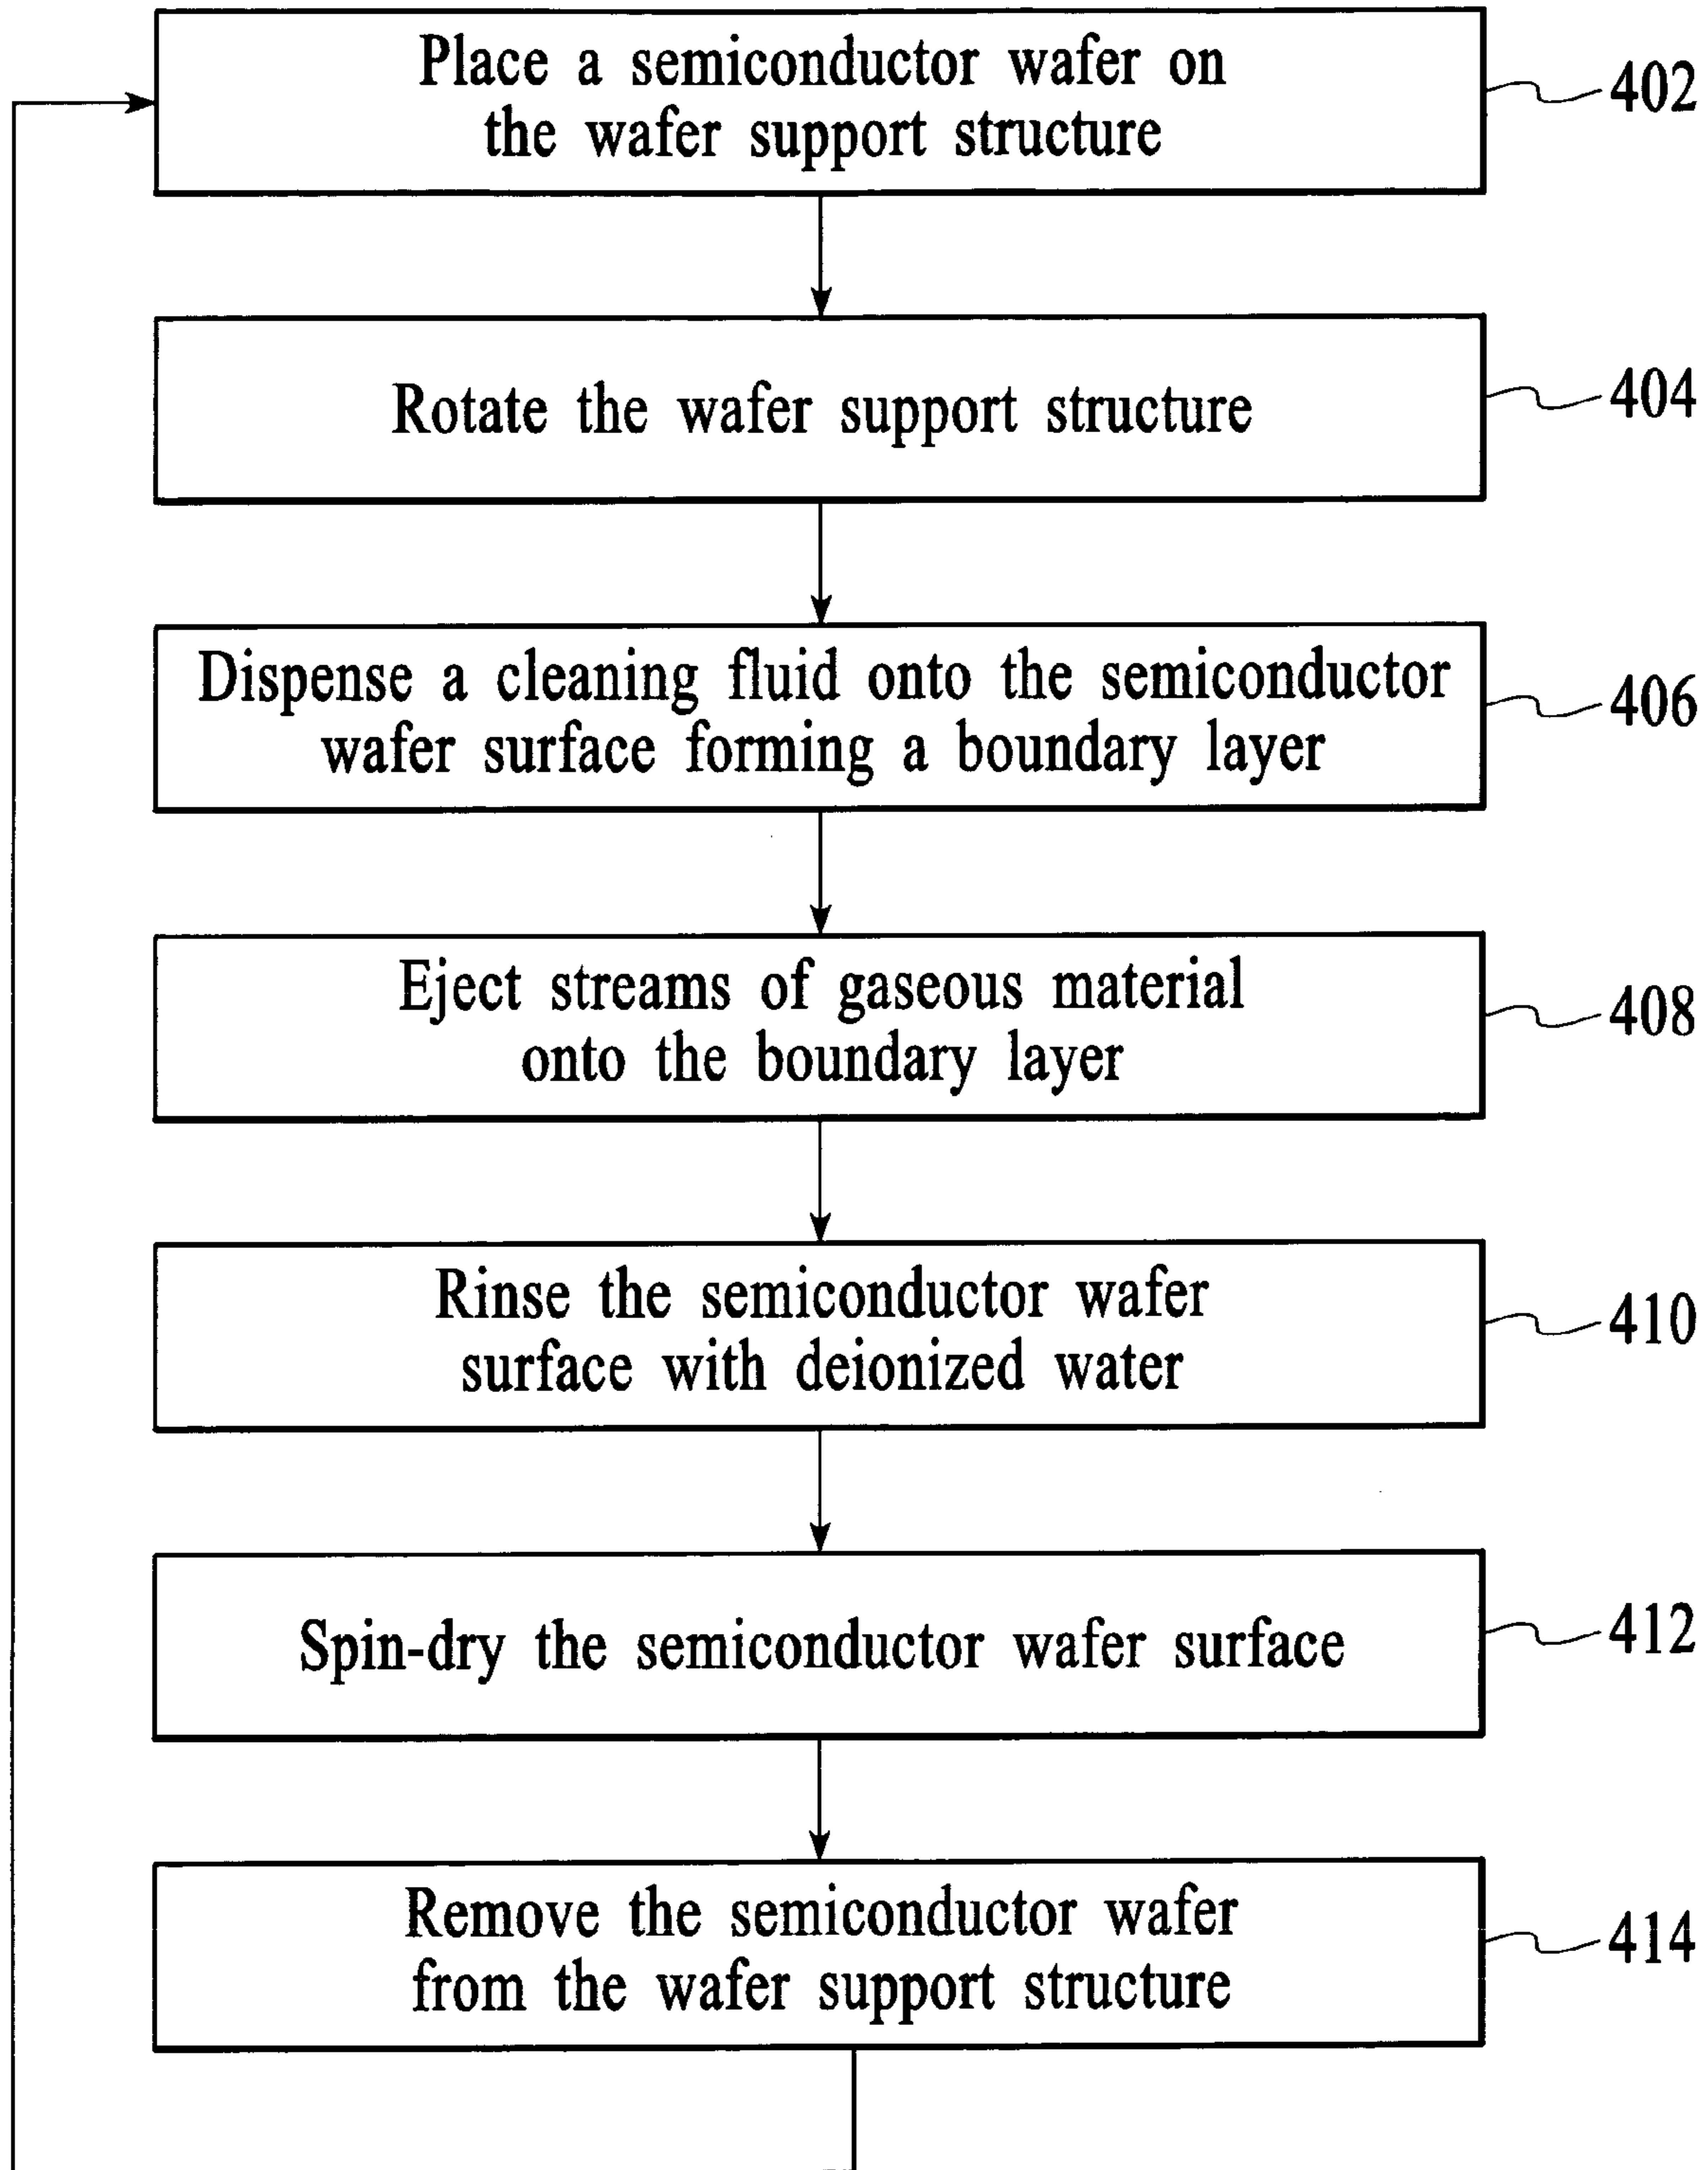 Place a semiconductor wafer on
the wafer support structure
402
Rotate the wafer support structure
404
Dispense a cleaning fluid onto the semiconductor
wafer surface forming a boundary layer
406
Eject streams of gaseous material
onto the boundary layer
408
Rinse the semiconductor wafer
surface with deionized water
410
Spin-dry the semiconductor wafer surface
412
Remove the semiconductor wafer
from the wafer support structure
414